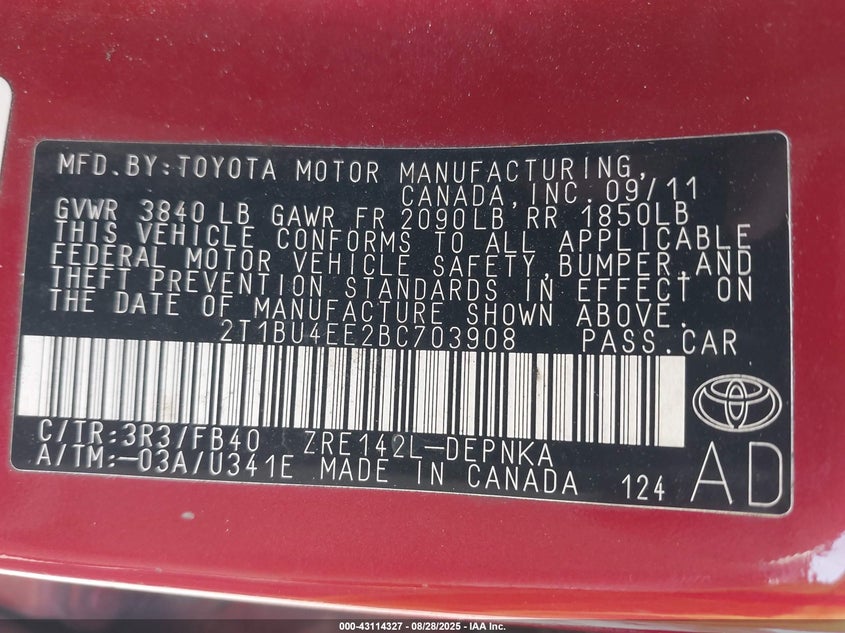 MFD.BY:TOYOTA MOTOR MANUFACTURING,
CANADA,INC.09/11
GVWR 3840LB GAWR FR 2090LB RR 1850LB
THIS VEHICLE CONFORMS TO ALL APPLICABLE
FEDERAL MOTOR VEHICLE SAFETY,BUMPER,AND
THEFT PREVENTION STANDARDS IN EFFECT ON
THE DATE OF MANUFACTURE SHOWN ABOVE.
2T1BU4EE2BC703908 PASS.CAR
C/TR:3R3/FB40 ZRE142L-DEPNKA
A/TM:-03A/U341E MADE IN CANADA 124 AD
000-43114327 - 08/28/2025 - IAA Inc.